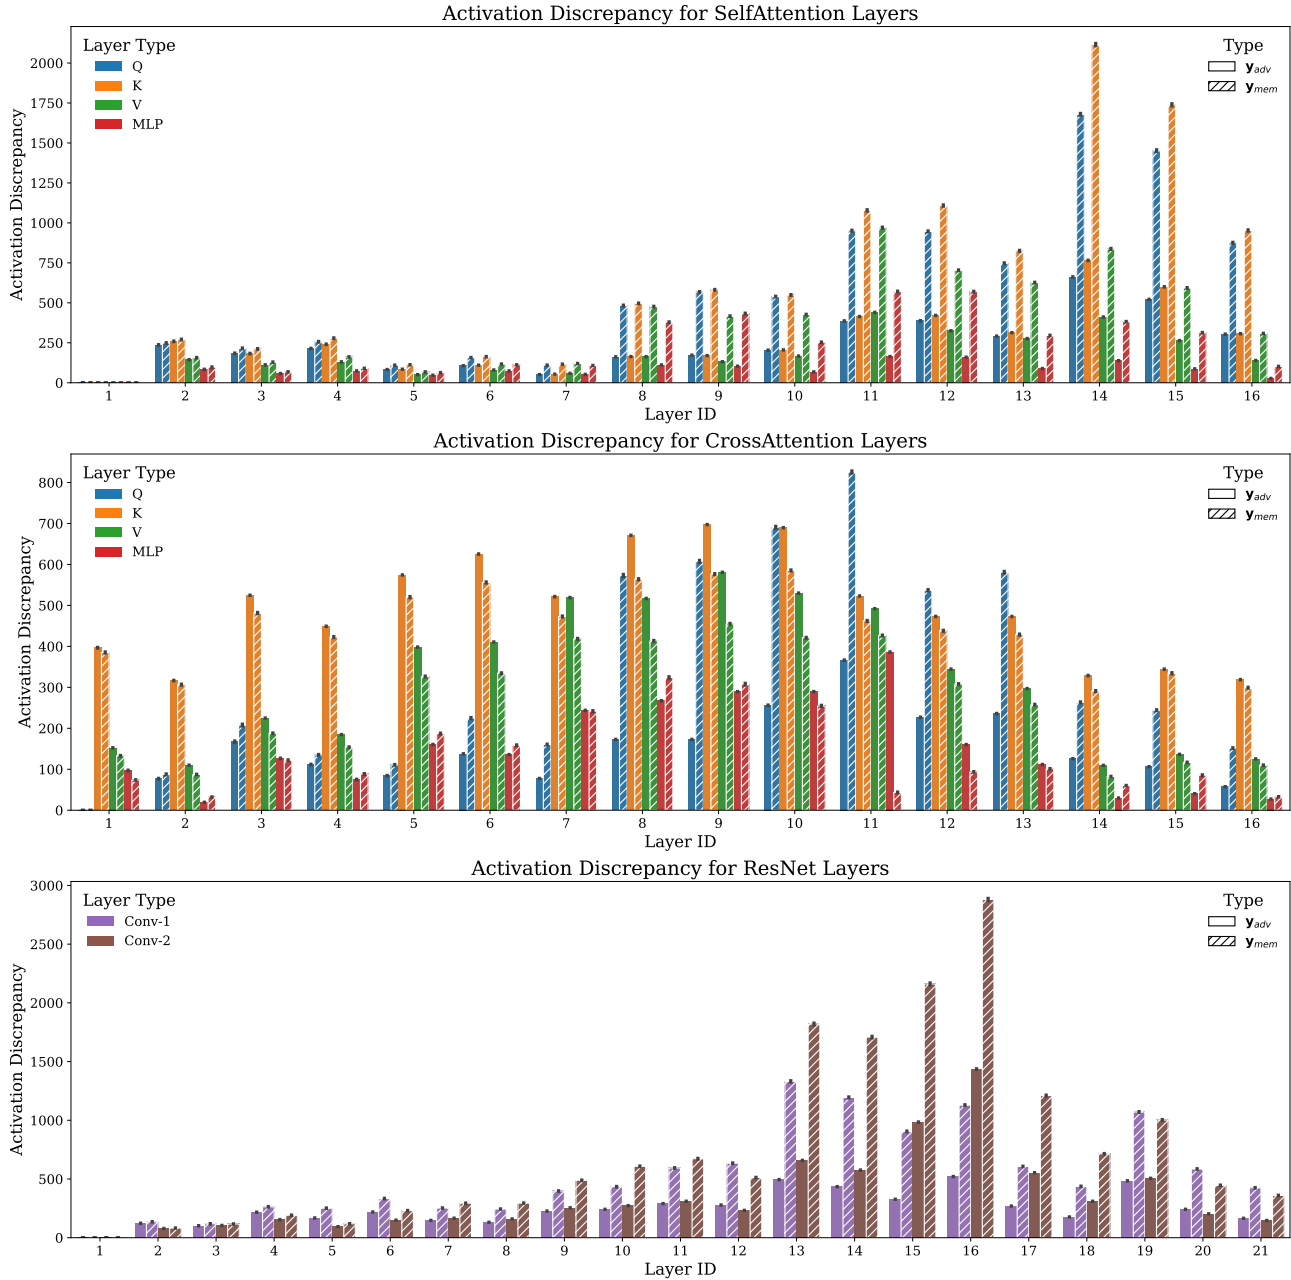 Activation Discrepancy for SelfAttention Layers
Layer Type
Q
K
V
MLP
Type
y_adv
y_mem
Activation Discrepancy
2000
1750
1500
1250
1000
750
500
250
0
1 2 3 4 5 6 7 8 9 10 11 12 13 14 15 16
Layer ID
Activation Discrepancy for CrossAttention Layers
Layer Type
Q
K
V
MLP
Type
y_adv
y_mem
Activation Discrepancy
800
700
600
500
400
300
200
100
0
1 2 3 4 5 6 7 8 9 10 11 12 13 14 15 16
Layer ID
Activation Discrepancy for ResNet Layers
Layer Type
Conv-1
Conv-2
Type
y_adv
y_mem
Activation Discrepancy
3000
2500
2000
1500
1000
500
0
1 2 3 4 5 6 7 8 9 10 11 12 13 14 15 16 17 18 19 20 21
Layer ID